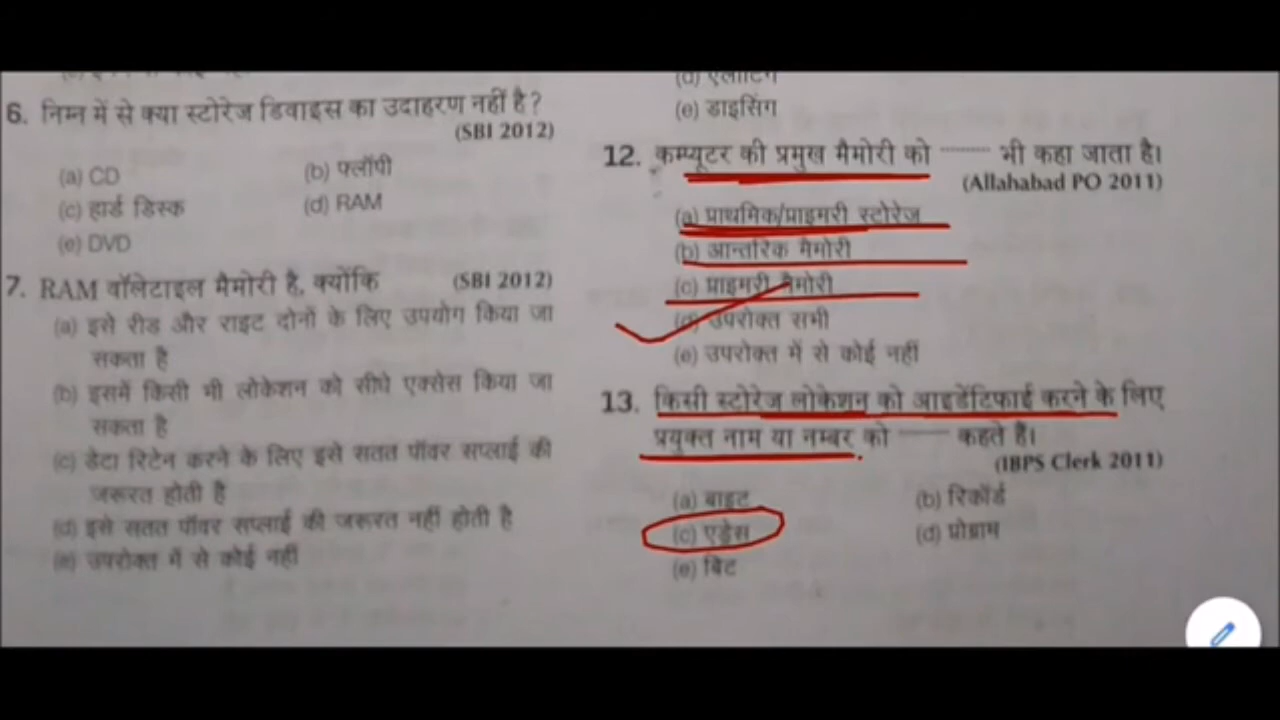 6. निम्न में से क्या स्टोरेज डिवाइस का उदाहरण नहीं है?
(SBI 2012)
(a) CD (b) फ्लॉपी
(c) हार्ड डिस्क (d) RAM
(e) DVD
7. RAM वॉलेटाइल मैमोरी है, क्योंकि (SBI 2012)
(a) इसे रीड और राइट दोनों के लिए उपयोग किया जा
सकता है
(b) इसमें किसी भी लोकेशन को सीधे एक्सेस किया जा
सकता है
(c) डेटा रिटेन करने के लिए इसे सतत पॉवर सप्लाई की
जरूरत होती है
(d) इसे सतत पॉवर सप्लाई की जरूरत नहीं होती है
(e) उपरोक्त में से कोई नहीं
(e) डाइसिंग
12. कम्प्यूटर की प्रमुख मैमोरी को ........ भी कहा जाता है।
(Allahabad PO 2011)
(a) प्राथमिक/प्राइमरी स्टोरेज
(b) आन्तरिक मैमोरी
(c) प्राइमरी मैमोरी
(d) उपरोक्त सभी
(e) उपरोक्त में से कोई नहीं
13. किसी स्टोरेज लोकेशन को आइडेंटिफाई करने के लिए
प्रयुक्त नाम या नम्बर को ........ कहते हैं।
(IBPS Clerk 2011)
(a) बाइट (b) रिकॉर्ड
(c) एड्रेस (d) प्रोग्राम
(e) बिट